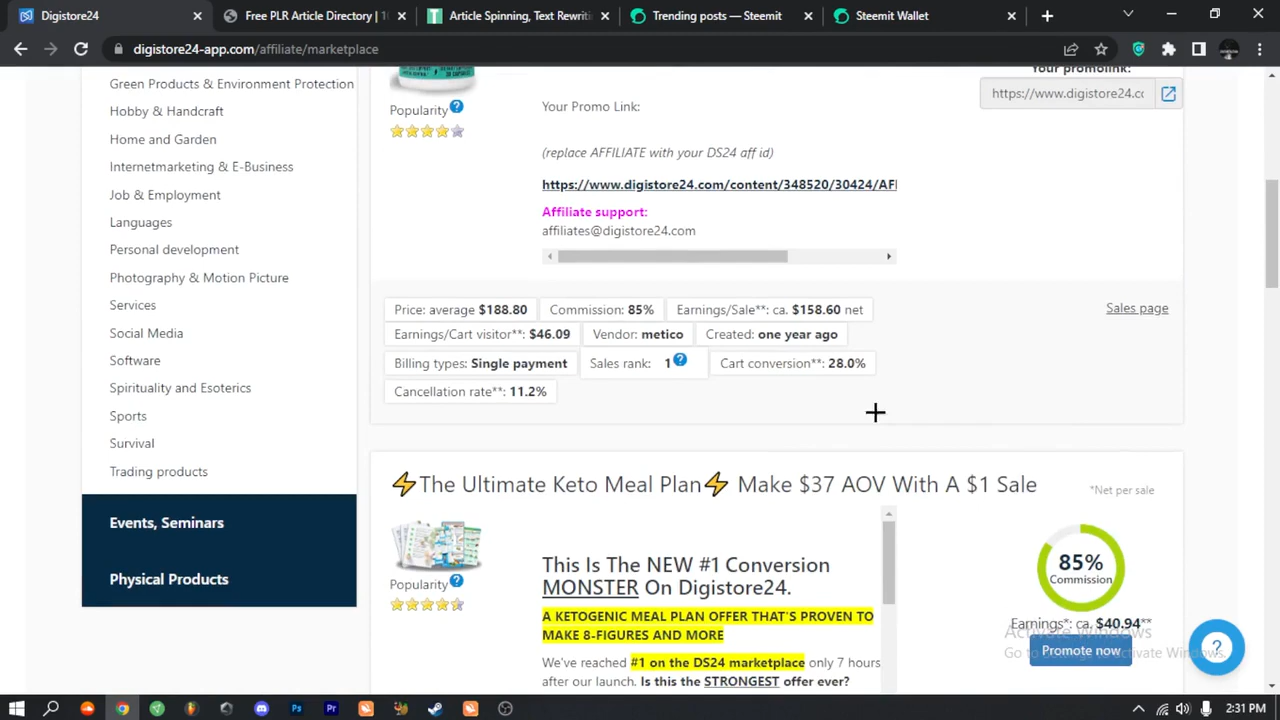 Digistore24
Free PLR Article Directory | 1(
Article Spinning, Text Rewriti
Trending posts — Steemit
Steemit Wallet
digistore24-app.com/affiliate/marketplace
Green Products & Environment Protection
Hobby & Handcraft
Home and Garden
Internetmarketing & E-Business
Job & Employment
Languages
Personal development
Photography & Motion Picture
Services
Social Media
Software
Spirituality and Esoterics
Sports
Survival
Trading products
Events, Seminars
Physical Products
Popularity ?
Your Promo Link:
(replace AFFILIATE with your DS24 aff id)
https://www.digistore24.com/content/348520/30424/AFI
Affiliate support:
affiliates@digistore24.com
Your promolink:
https://www.digistore24.cc
Price: average $188.80
Commission: 85%
Earnings/Sale**: ca. $158.60 net
Earnings/Cart visitor**: $46.09
Vendor: metico
Created: one year ago
Billing types: Single payment
Sales rank: 1 ?
Cart conversion**: 28.0%
Cancellation rate**: 11.2%
Sales page
⚡The Ultimate Keto Meal Plan⚡ Make $37 AOV With A $1 Sale
*Net per sale
Popularity ?
This Is The NEW #1 Conversion
MONSTER On Digistore24.
A KETOGENIC MEAL PLAN OFFER THAT'S PROVEN TO
MAKE 8-FIGURES AND MORE
We've reached #1 on the DS24 marketplace only 7 hours
after our launch. Is this the STRONGEST offer ever?
85%
Commission
Earnings*: ca. $40.94**
Promote now
Activate Windows
Go to Settings to Activate Windows.
?
2:31 PM